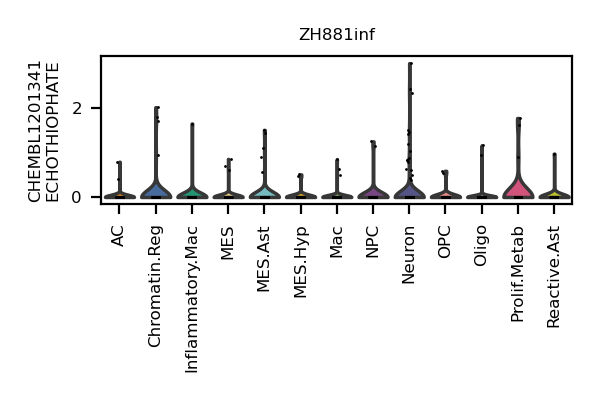 ZH881inf
CHEMBL1201341
ECHOTHIOPHATE
2
0
AC
Chromatin.Reg
Inflammatory.Mac
MES
MES.Ast
MES.Hyp
Mac
NPC
Neuron
OPC
Oligo
Prolif.Metab
Reactive.Ast